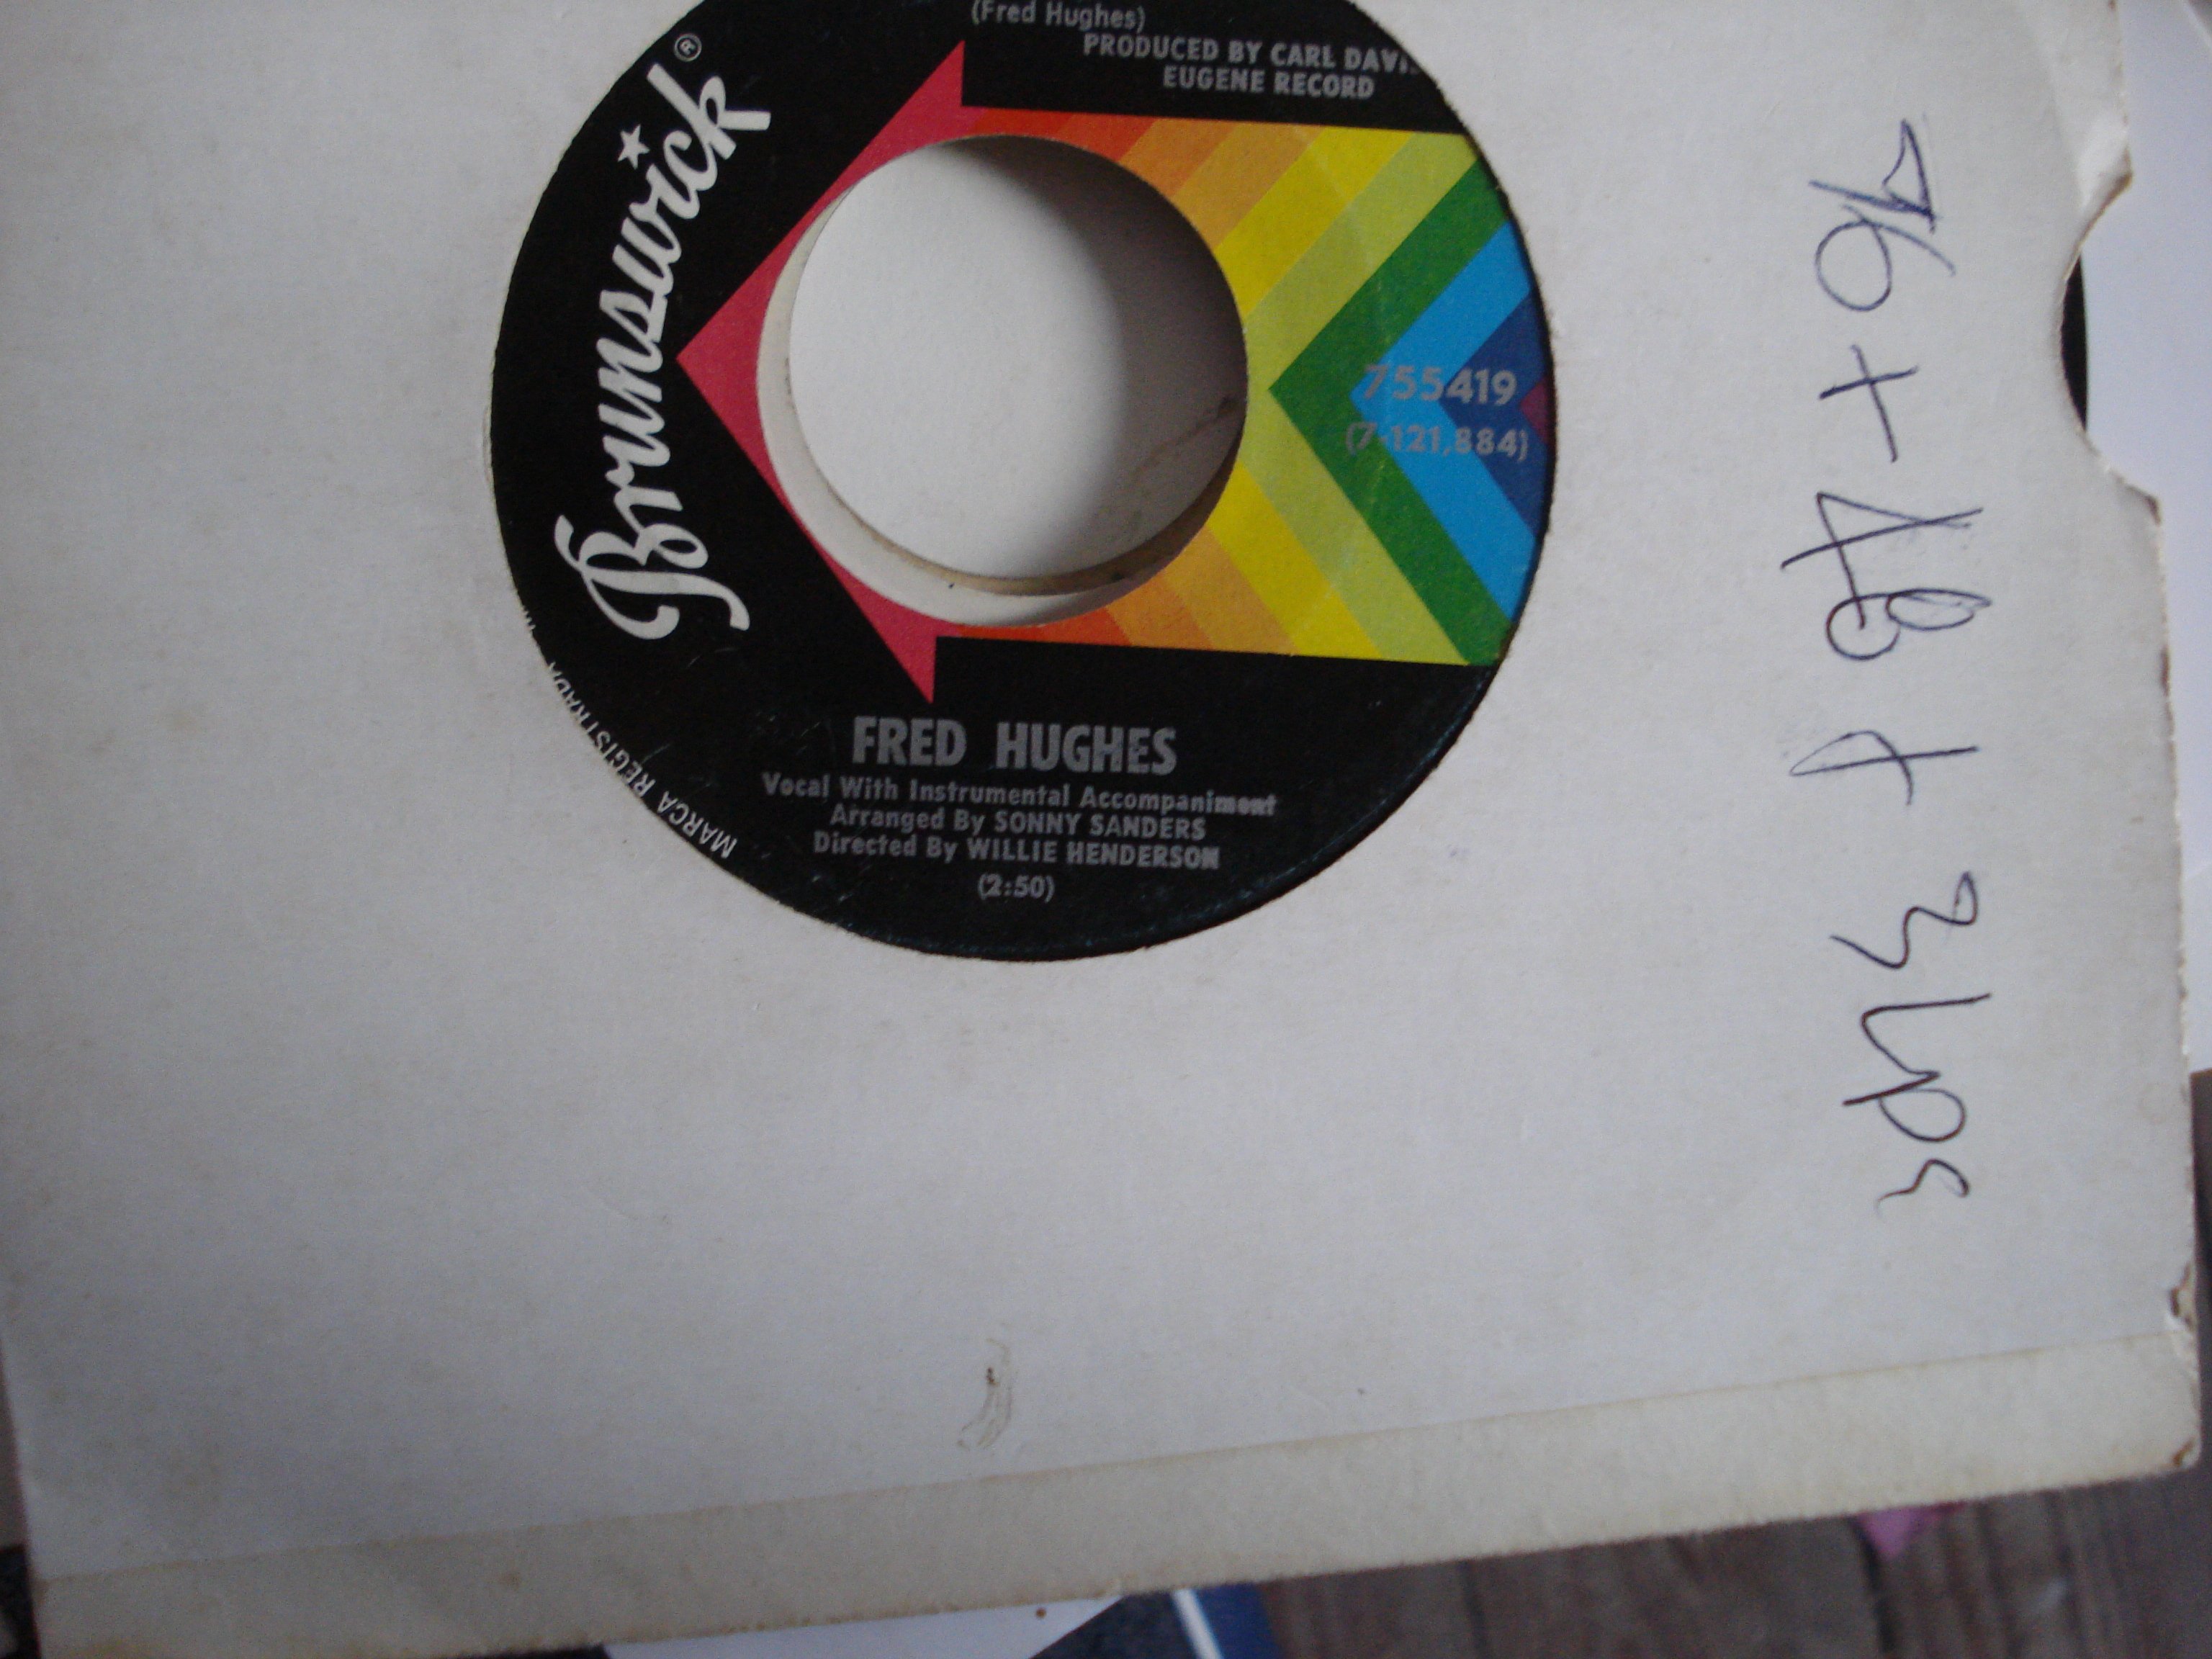 (Fred Hughes)
PRODUCED BY CARL DAVI
EUGENE RECORD
Brunswick®
755419
(7-121,884)
FRED HUGHES
Vocal With Instrumental Accompaniment
Arranged By SONNY SANDERS
Directed By WILLIE HENDERSON
(2:50)
MARCA REGISTRADA
+ + 3 LPs